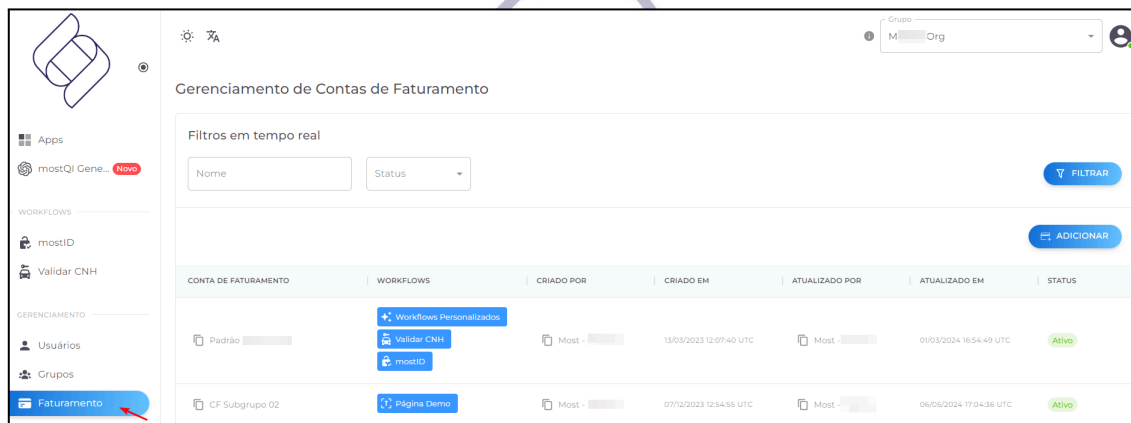 Grupo
M Org
Gerenciamento de Contas de Faturamento
Apps
mostQI Gene... Novo
WORKFLOWS
mostID
Validar CNH
GERENCIAMENTO
Usuários
Grupos
Faturamento
Filtros em tempo real
Nome
Status
FILTRAR
ADICIONAR
CONTA DE FATURAMENTO WORKFLOWS CRIADO POR CRIADO EM ATUALIZADO POR ATUALIZADO EM STATUS
Workflows Personalizados
Padrão Validar CNH Most - 13/03/2023 12:07:40 UTC Most - 01/03/2024 16:54:49 UTC Ativo
mostID
CF Subgrupo 02 Página Demo Most - 07/12/2023 12:54:55 UTC Most - 06/05/2024 17:04:36 UTC Ativo